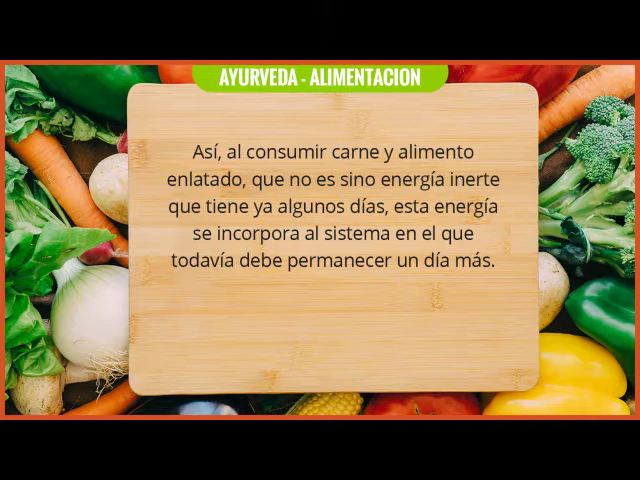 AYURVEDA - ALIMENTACION
Así, al consumir carne y alimento
enlatado, que no es sino energía inerte
que tiene ya algunos días, esta energía
se incorpora al sistema en el que
todavía debe permanecer un día más.